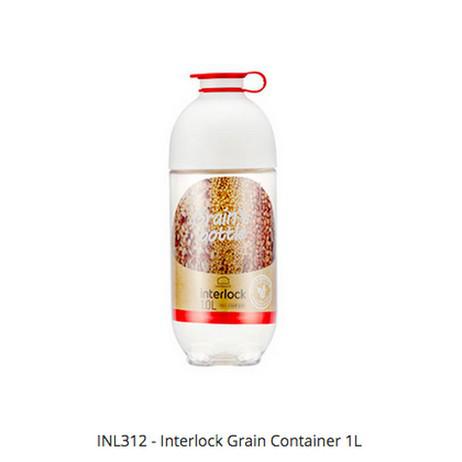 Grain's
bottle
interlock
1.0L
INL312 - Interlock Grain Container 1L